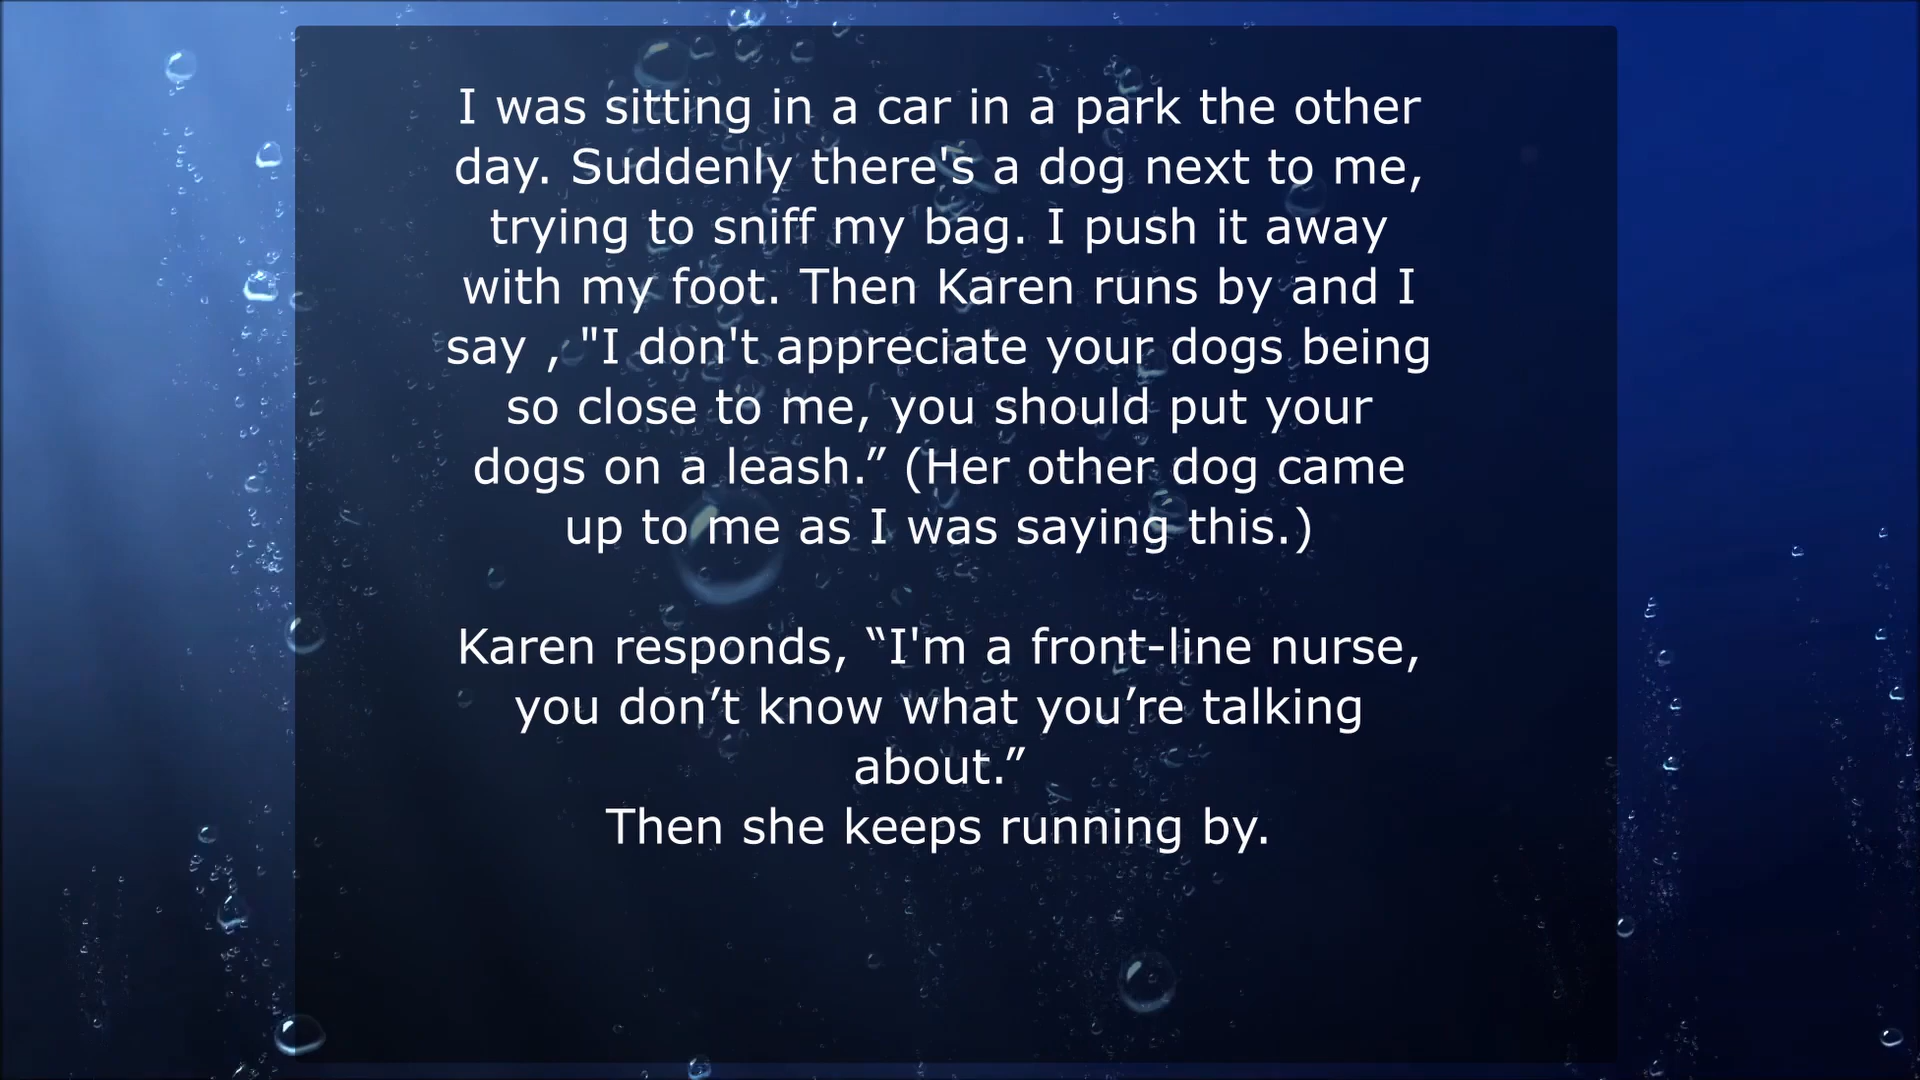 I was sitting in a car in a park the other
day. Suddenly there's a dog next to me,
trying to sniff my bag. I push it away
with my foot. Then Karen runs by and I
say , "I don't appreciate your dogs being
so close to me, you should put your
dogs on a leash.” (Her other dog came
up to me as I was saying this.)
Karen responds, “I'm a front-line nurse,
you don’t know what you’re talking
about.”
Then she keeps running by.